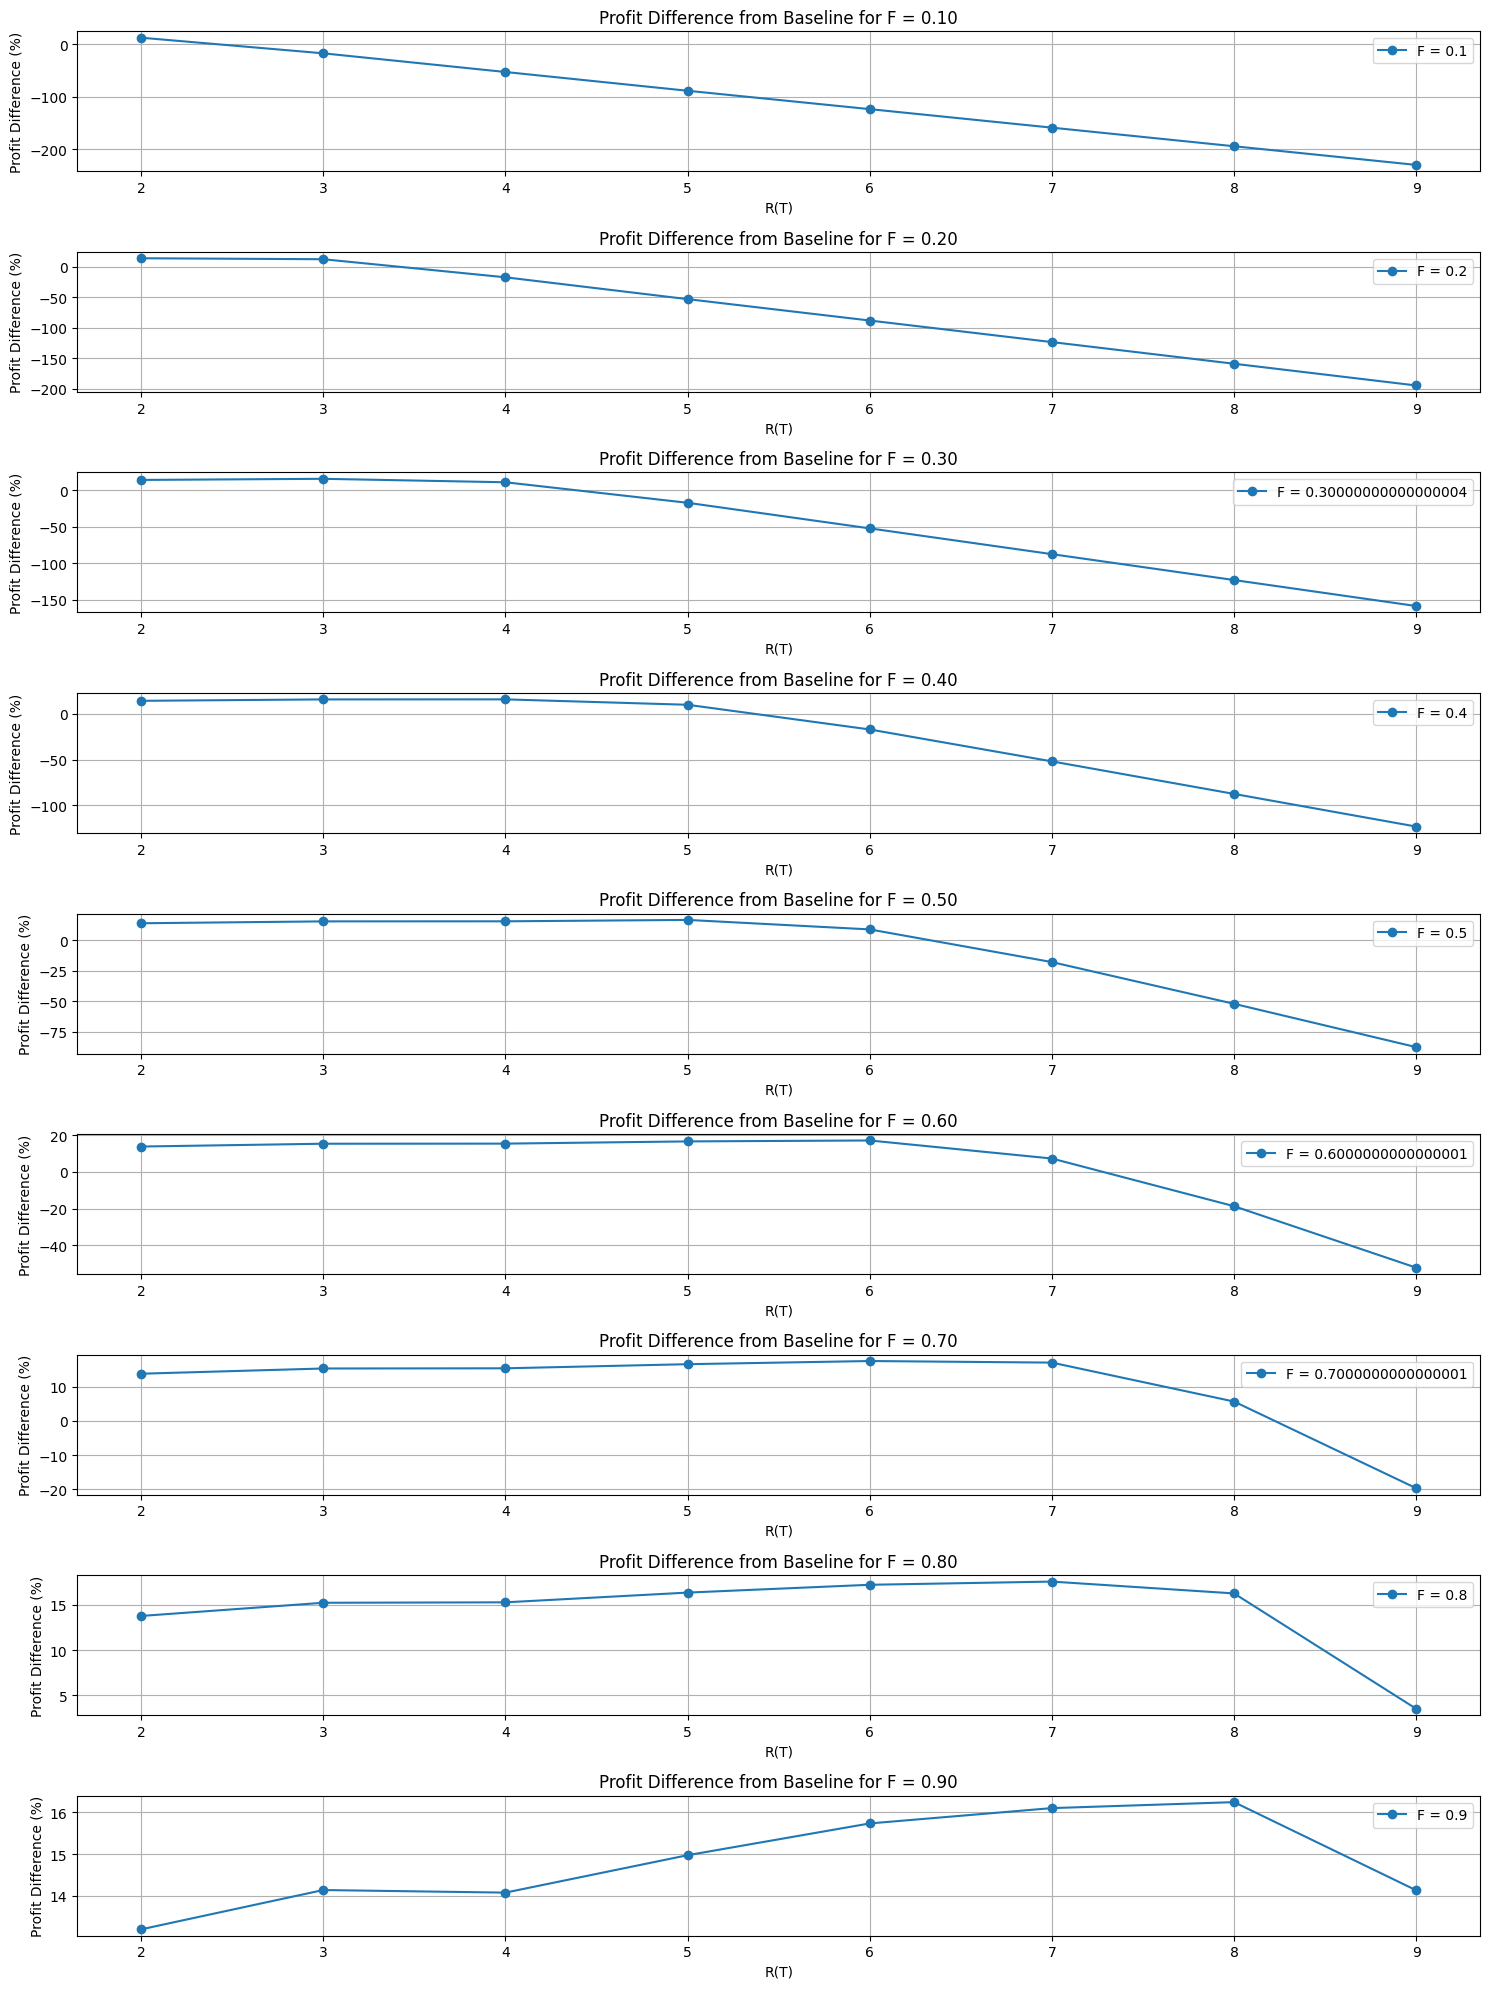 Profit Difference from Baseline for F = 0.10
Profit Difference (%)
0
−100
−200
F = 0.1
2 3 4 5 6 7 8 9
R(T)
Profit Difference from Baseline for F = 0.20
Profit Difference (%)
0
−50
−100
−150
−200
F = 0.2
2 3 4 5 6 7 8 9
R(T)
Profit Difference from Baseline for F = 0.30
Profit Difference (%)
0
−50
−100
−150
F = 0.30000000000000004
2 3 4 5 6 7 8 9
R(T)
Profit Difference from Baseline for F = 0.40
Profit Difference (%)
0
−50
−100
F = 0.4
2 3 4 5 6 7 8 9
R(T)
Profit Difference from Baseline for F = 0.50
Profit Difference (%)
0
−25
−50
−75
F = 0.5
2 3 4 5 6 7 8 9
R(T)
Profit Difference from Baseline for F = 0.60
Profit Difference (%)
20
0
−20
−40
F = 0.6000000000000001
2 3 4 5 6 7 8 9
R(T)
Profit Difference from Baseline for F = 0.70
Profit Difference (%)
10
0
−10
−20
F = 0.7000000000000001
2 3 4 5 6 7 8 9
R(T)
Profit Difference from Baseline for F = 0.80
Profit Difference (%)
15
10
5
F = 0.8
2 3 4 5 6 7 8 9
R(T)
Profit Difference from Baseline for F = 0.90
Profit Difference (%)
16
15
14
F = 0.9
2 3 4 5 6 7 8 9
R(T)